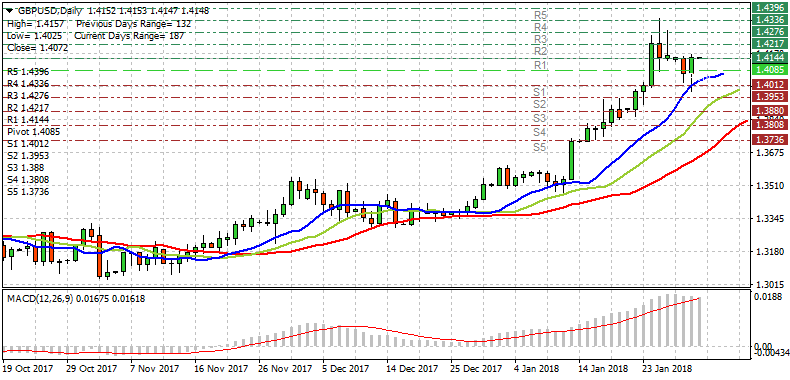 GBPUSD,Daily 1.4152 1.4153 1.4147 1.4148
High= 1.4157 Previous Days Range= 132
Low= 1.4025 Current Days Range= 187
Close= 1.4072
R5 1.4396
R4 1.4336
R3 1.4276
R2 1.4217
R1 1.4144
Pivot 1.4085
S1 1.4012
S2 1.3953
S3 1.388
S4 1.3808
S5 1.3736
R5
R4
R3
R2
R1
S1
S2
S3
S4
S5
1.4396
1.4336
1.4276
1.4217
1.4144
1.4085
1.4012
1.3953
1.3880
1.3808
1.3736
1.3675
1.3510
1.3345
1.3180
1.3015
MACD(12,26,9) 0.01675 0.01618
0.0188
0.00
-0.00434
19 Oct 2017
29 Oct 2017
7 Nov 2017
16 Nov 2017
26 Nov 2017
5 Dec 2017
14 Dec 2017
25 Dec 2017
4 Jan 2018
14 Jan 2018
23 Jan 2018